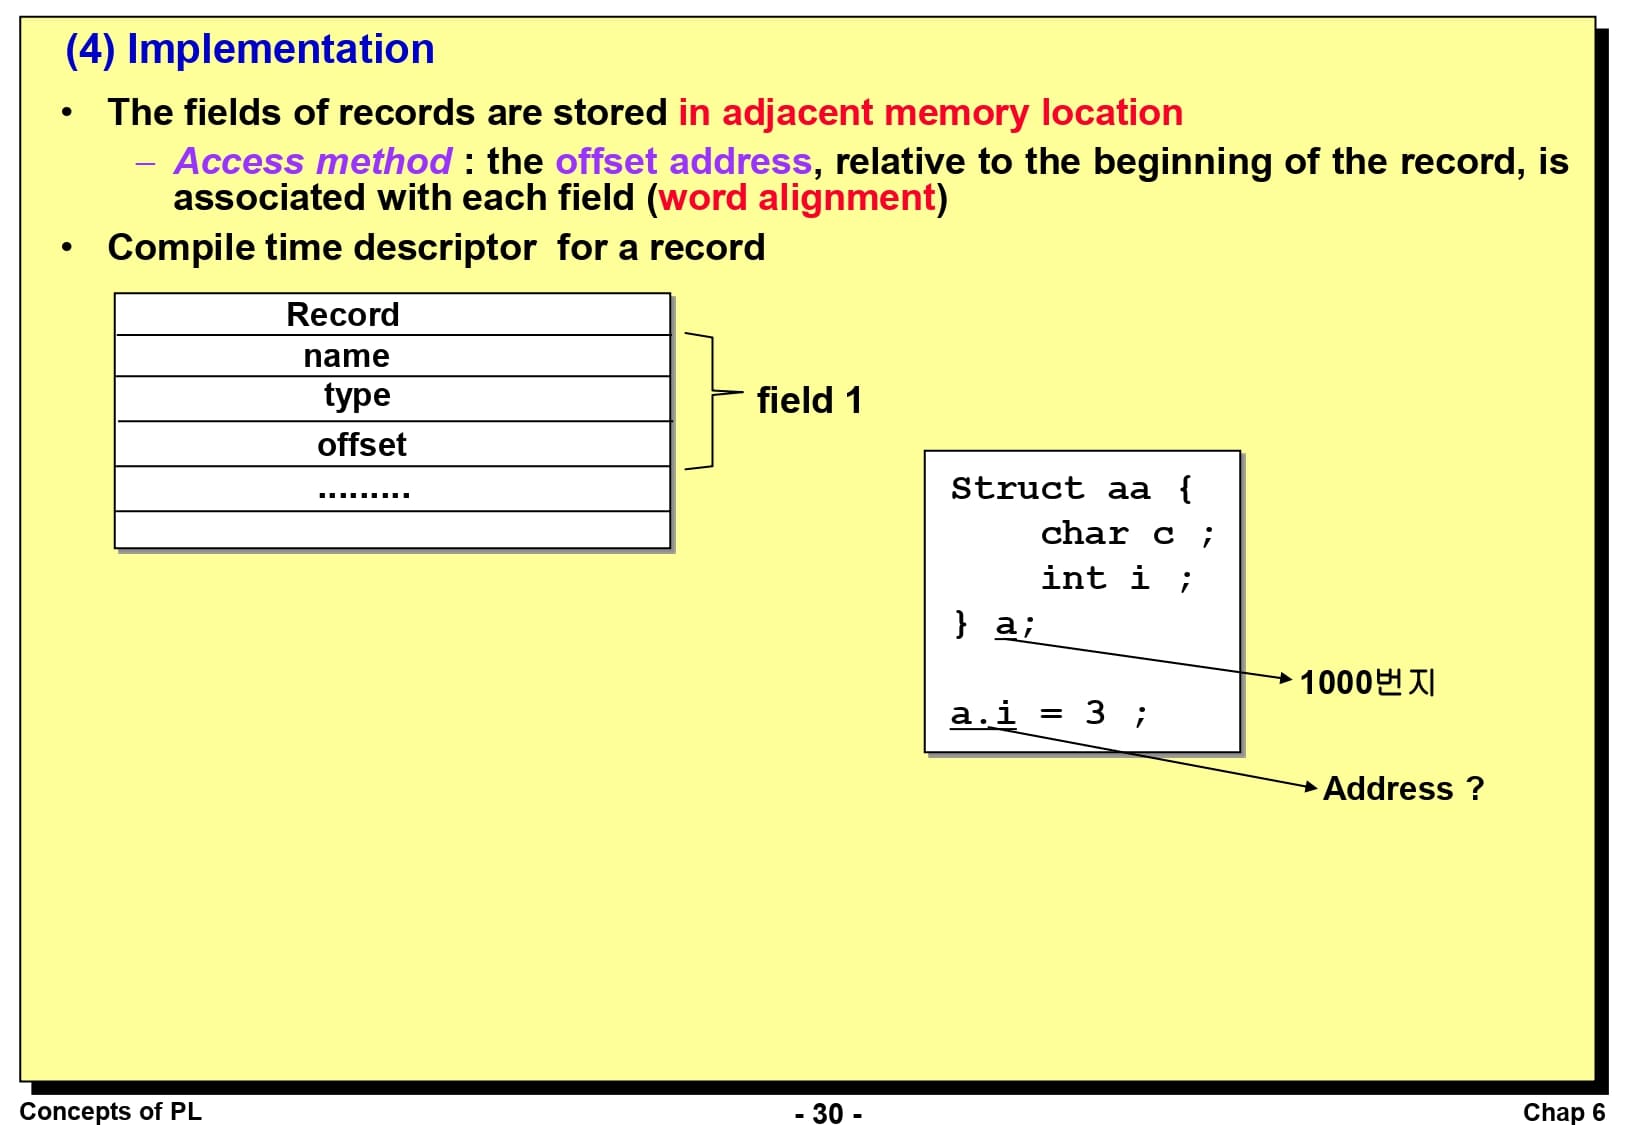 (4) Implementation
• The fields of records are stored in adjacent memory location
– Access method : the offset address, relative to the beginning of the record, is
associated with each field (word alignment)
• Compile time descriptor for a record
Record
name
type
offset
.........
field 1
Struct aa {
char c ;
int i ;
} a;
1000번지
a.i = 3 ;
Address ?
Concepts of PL
- 30 -
Chap 6